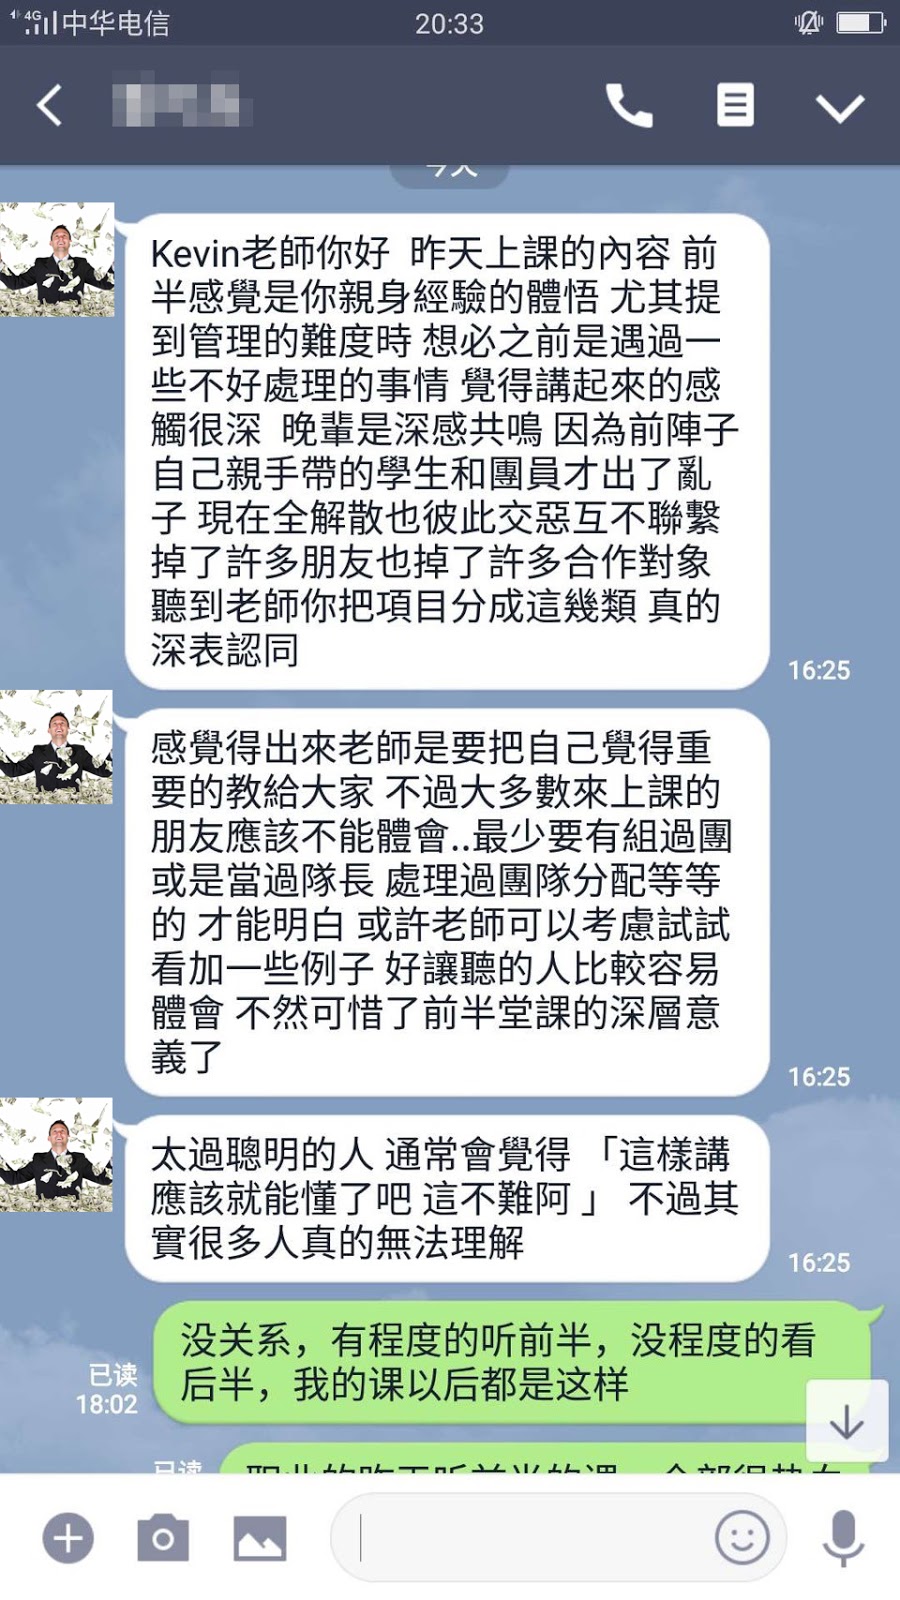 4G 中华电信
20:33
今天
Kevin老師你好 昨天上課的內容 前
半感覺是你親身經驗的體悟 尤其提
到管理的難度時 想必之前是遇過一
些不好處理的事情 覺得講起來的感
觸很深 晚輩是深感共鳴 因為前陣子
自己親手帶的學生和團員才出了亂
子 現在全解散也彼此交惡互不聯繫
掉了許多朋友也掉了許多合作對象
聽到老師你把項目分成這幾類 真的
深表認同
16:25
感覺得出來老師是要把自己覺得重
要的教給大家 不過大多數來上課的
朋友應該不能體會..最少要有組過團
或是當過隊長 處理過團隊分配等等
的 才能明白 或許老師可以考慮試試
看加一些例子 好讓聽的人比較容易
體會 不然可惜了前半堂課的深層意
義了
16:25
太過聰明的人 通常會覺得 「這樣講
應該就能懂了吧 這不難阿 」 不過其
實很多人真的無法理解
16:25
没关系，有程度的听前半，没程度的看
后半，我的课以后都是这样
已读
18:02
已读